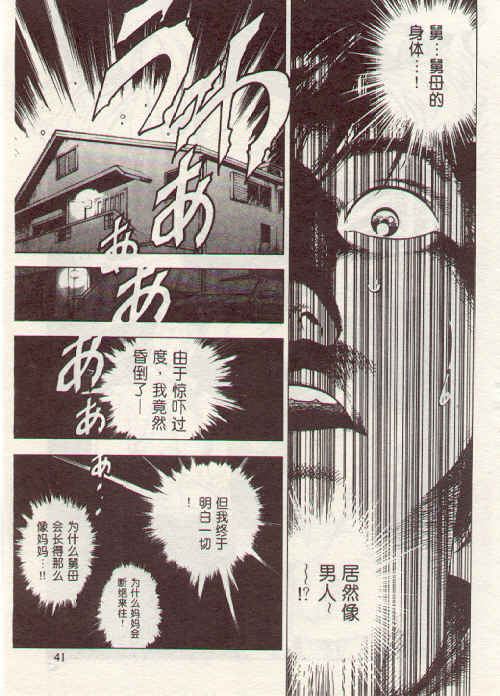 舅…舅母的
身体…！
居然像
男人～
～！?
うわ
ああああああ…
由于惊吓过
度，我竟然
昏倒了—
但我终于
明白一切
！
为什么妈妈会
断绝来往！
为什么舅母
会长得那么
像妈妈…!!
41